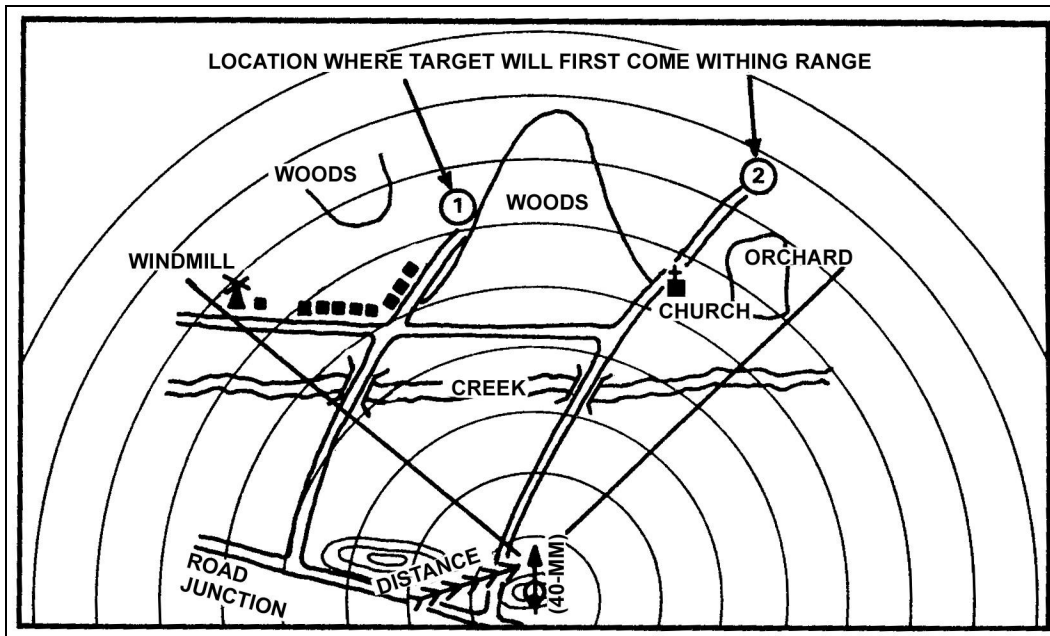 LOCATION WHERE TARGET WILL FIRST COME WITHING RANGE
WOODS
1
WOODS
2
WINDMILL
ORCHARD
CHURCH
CREEK
ROAD
JUNCTION
DISTANCE
(40-MM)